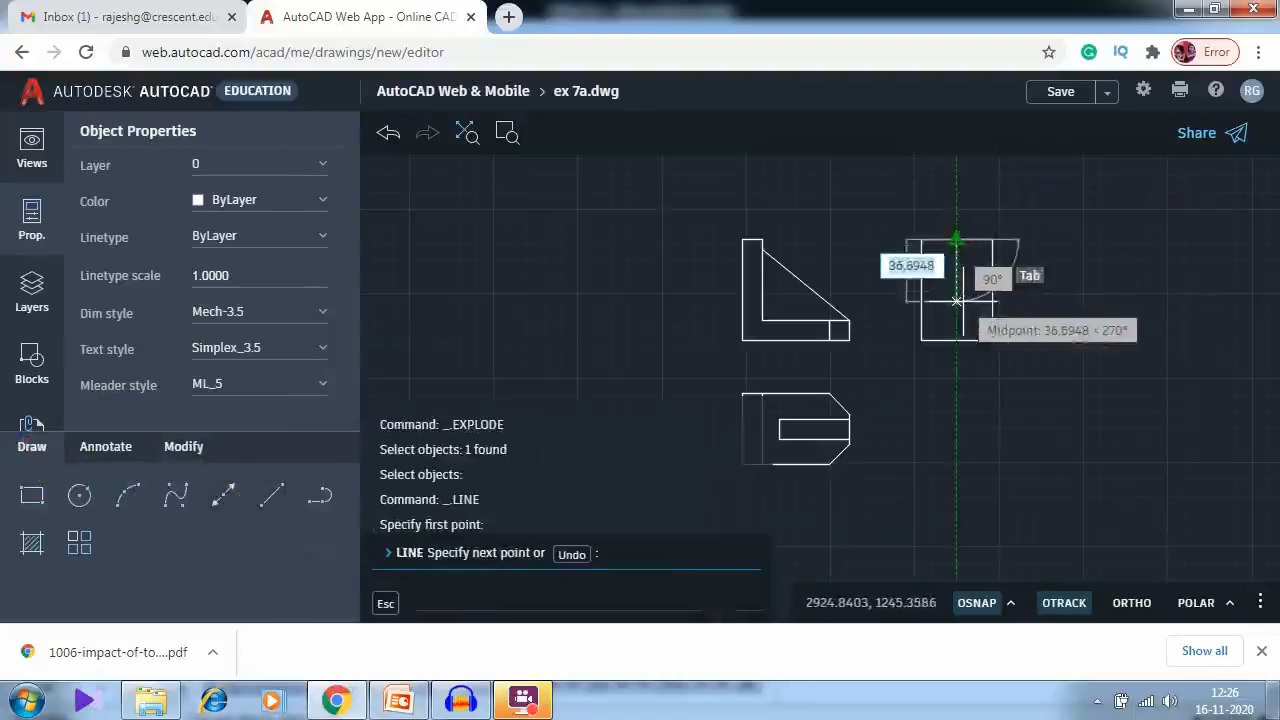 Inbox (1) - rajeshg@crescent.edu
AutoCAD Web App - Online CAD
web.autocad.com/acad/me/drawings/new/editor
Error
AUTODESK AUTOCAD EDUCATION
AutoCAD Web & Mobile > ex 7a.dwg
Save
RG
Views
Prop.
Layers
Blocks
Object Properties
Layer 0
Color ByLayer
Linetype ByLayer
Linetype scale 1.0000
Dim style Mech-3.5
Text style Simplex_3.5
Mleader style ML_5
Share
36.6948
90°
Tab
Midpoint: 36.6948 < 270°
Draw Annotate Modify
Command: _.EXPLODE
Select objects: 1 found
Select objects:
Command: _.LINE
Specify first point:
> LINE Specify next point or Undo :
Esc
2924.8403, 1245.3586 OSNAP OTRACK ORTHO POLAR
1006-impact-of-to....pdf
Show all
12:26
16-11-2020